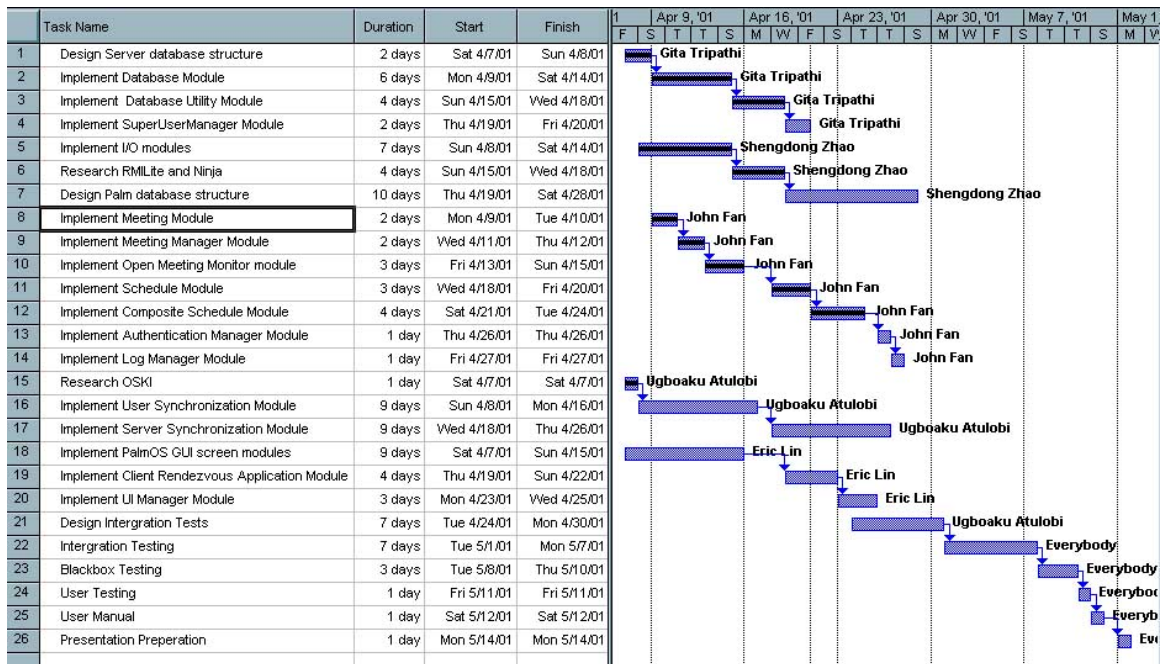 Task Name Duration Start Finish
1 Apr 9, '01 Apr 16, '01 Apr 23, '01 Apr 30, '01 May 7, '01 May 1
F S T T S M W F S T T S M W F S T T S M W
1 Design Server database structure 2 days Sat 4/7/01 Sun 4/8/01 Gita Tripathi
2 Implement Database Module 6 days Mon 4/9/01 Sat 4/14/01 Gita Tripathi
3 Implement Database Utility Module 4 days Sun 4/15/01 Wed 4/18/01 Gita Tripathi
4 Implement SuperUserManager Module 2 days Thu 4/19/01 Fri 4/20/01 Gita Tripathi
5 Implement I/O modules 7 days Sun 4/8/01 Sat 4/14/01 Shengdong Zhao
6 Research RMILite and Ninja 4 days Sun 4/15/01 Wed 4/18/01 Shengdong Zhao
7 Design Palm database structure 10 days Thu 4/19/01 Sat 4/28/01 Shengdong Zhao
8 Implement Meeting Module 2 days Mon 4/9/01 Tue 4/10/01 John Fan
9 Implement Meeting Manager Module 2 days Wed 4/11/01 Thu 4/12/01 John Fan
10 Implement Open Meeting Monitor module 3 days Fri 4/13/01 Sun 4/15/01 John Fan
11 Implement Schedule Module 3 days Wed 4/18/01 Fri 4/20/01 John Fan
12 Implement Composite Schedule Module 4 days Sat 4/21/01 Tue 4/24/01 John Fan
13 Implement Authentication Manager Module 1 day Thu 4/26/01 Thu 4/26/01 John Fan
14 Implement Log Manager Module 1 day Fri 4/27/01 Fri 4/27/01 John Fan
15 Research OSKI 1 day Sat 4/7/01 Sat 4/7/01 Ugboaku Atulobi
16 Implement User Synchronization Module 9 days Sun 4/8/01 Mon 4/16/01 Ugboaku Atulobi
17 Implement Server Synchronization Module 9 days Wed 4/18/01 Thu 4/26/01 Ugboaku Atulobi
18 Implement PalmOS GUI screen modules 9 days Sat 4/7/01 Sun 4/15/01 Eric Lin
19 Implement Client Rendezvous Application Module 4 days Thu 4/19/01 Sun 4/22/01 Eric Lin
20 Implement UI Manager Module 3 days Mon 4/23/01 Wed 4/25/01 Eric Lin
21 Design Intergration Tests 7 days Tue 4/24/01 Mon 4/30/01 Ugboaku Atulobi
22 Intergration Testing 7 days Tue 5/1/01 Mon 5/7/01 Everybody
23 Blackbox Testing 3 days Tue 5/8/01 Thu 5/10/01 Everybody
24 User Testing 1 day Fri 5/11/01 Fri 5/11/01 Everyboc
25 User Manual 1 day Sat 5/12/01 Sat 5/12/01 Everyb
26 Presentation Preperation 1 day Mon 5/14/01 Mon 5/14/01 Eve